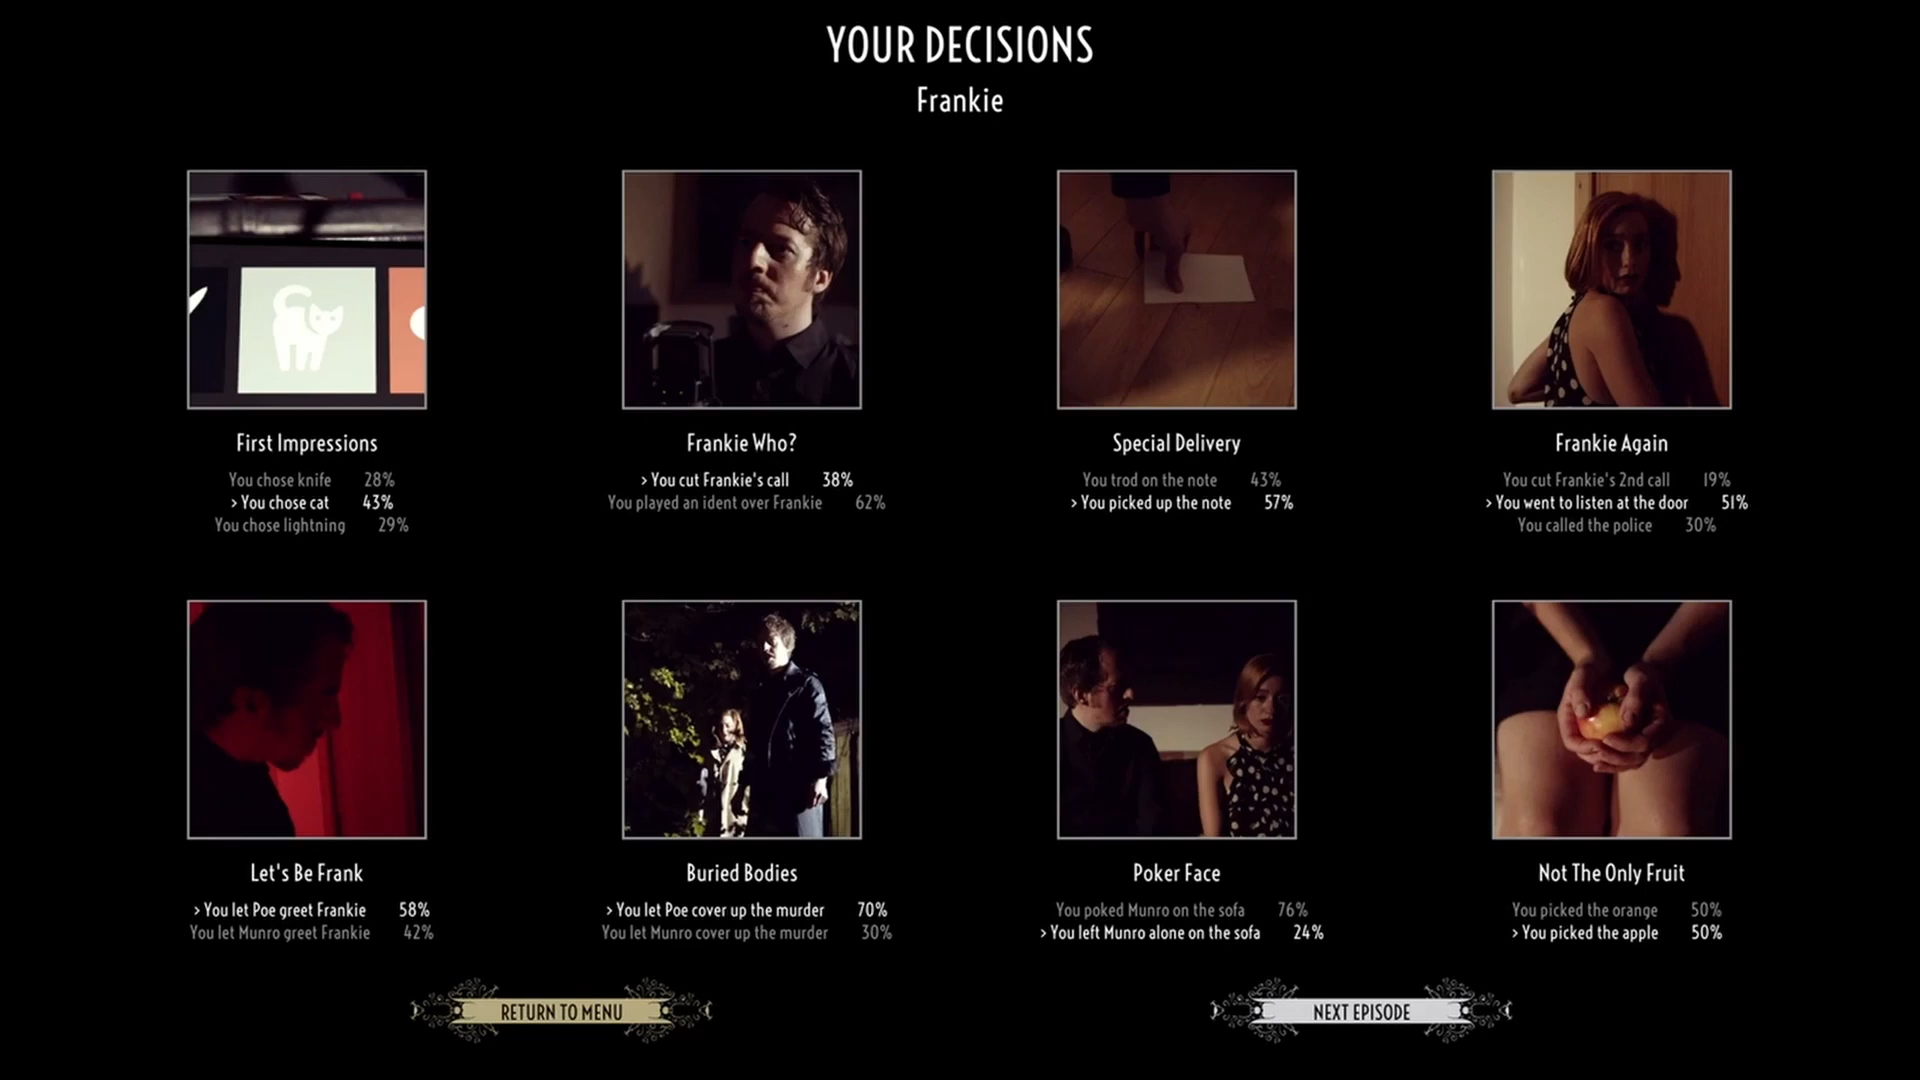 YOUR DECISIONS
Frankie
First Impressions
You chose knife 28%
> You chose cat 43%
You chose lightning 29%
Frankie Who?
> You cut Frankie's call 38%
You played an ident over Frankie 62%
Special Delivery
You trod on the note 43%
> You picked up the note 57%
Frankie Again
You cut Frankie's 2nd call 19%
> You went to listen at the door 51%
You called the police 30%
Let's Be Frank
> You let Poe greet Frankie 58%
You let Munro greet Frankie 42%
Buried Bodies
> You let Poe cover up the murder 70%
You let Munro cover up the murder 30%
Poker Face
You poked Munro on the sofa 76%
> You left Munro alone on the sofa 24%
Not The Only Fruit
You picked the orange 50%
> You picked the apple 50%
RETURN TO MENU
NEXT EPISODE